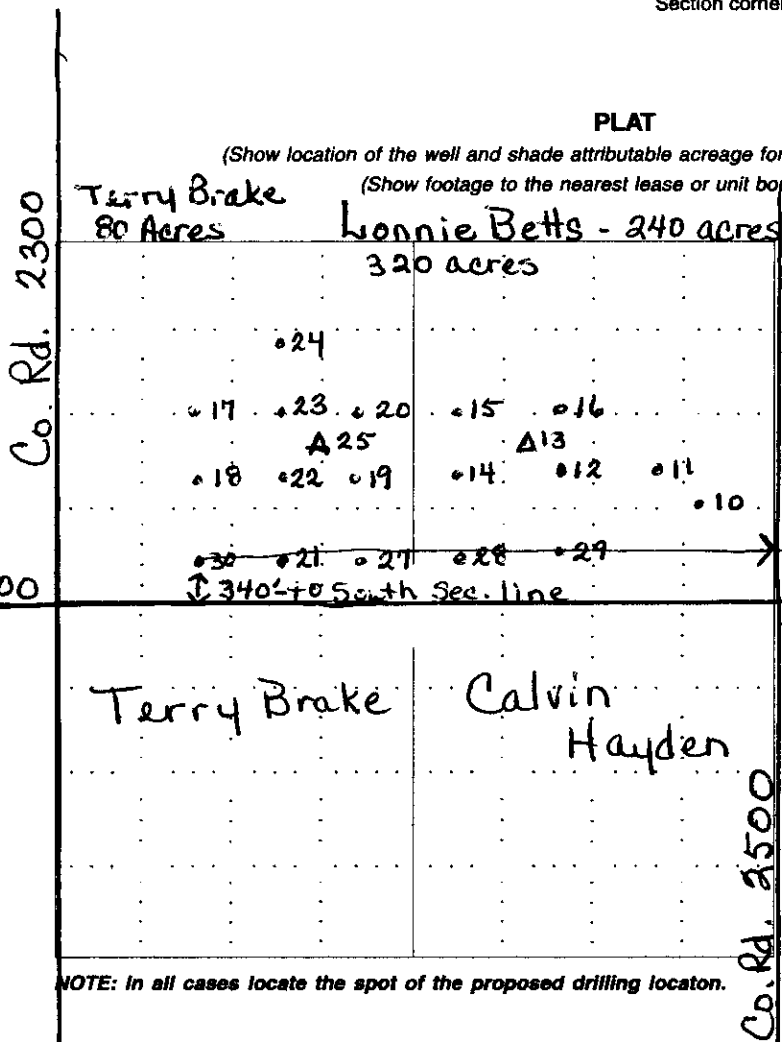 Section corner
PLAT
(Show location of the well and shade attributable acreage for
(Show footage to the nearest lease or unit bo
Terry Brake
80 Acres
Lonnie Betts - 240 acres
320 acres
Co. Rd. 2300
24
17 23 20 15 16
Δ 25 Δ 13
18 22 19 14 12 11
10
30 21 27 28 29
↕ 340' to South Sec. line
00
Terry Brake
Calvin
Hayden
Co. Rd. 2500
NOTE: In all cases locate the spot of the proposed drilling locaton.